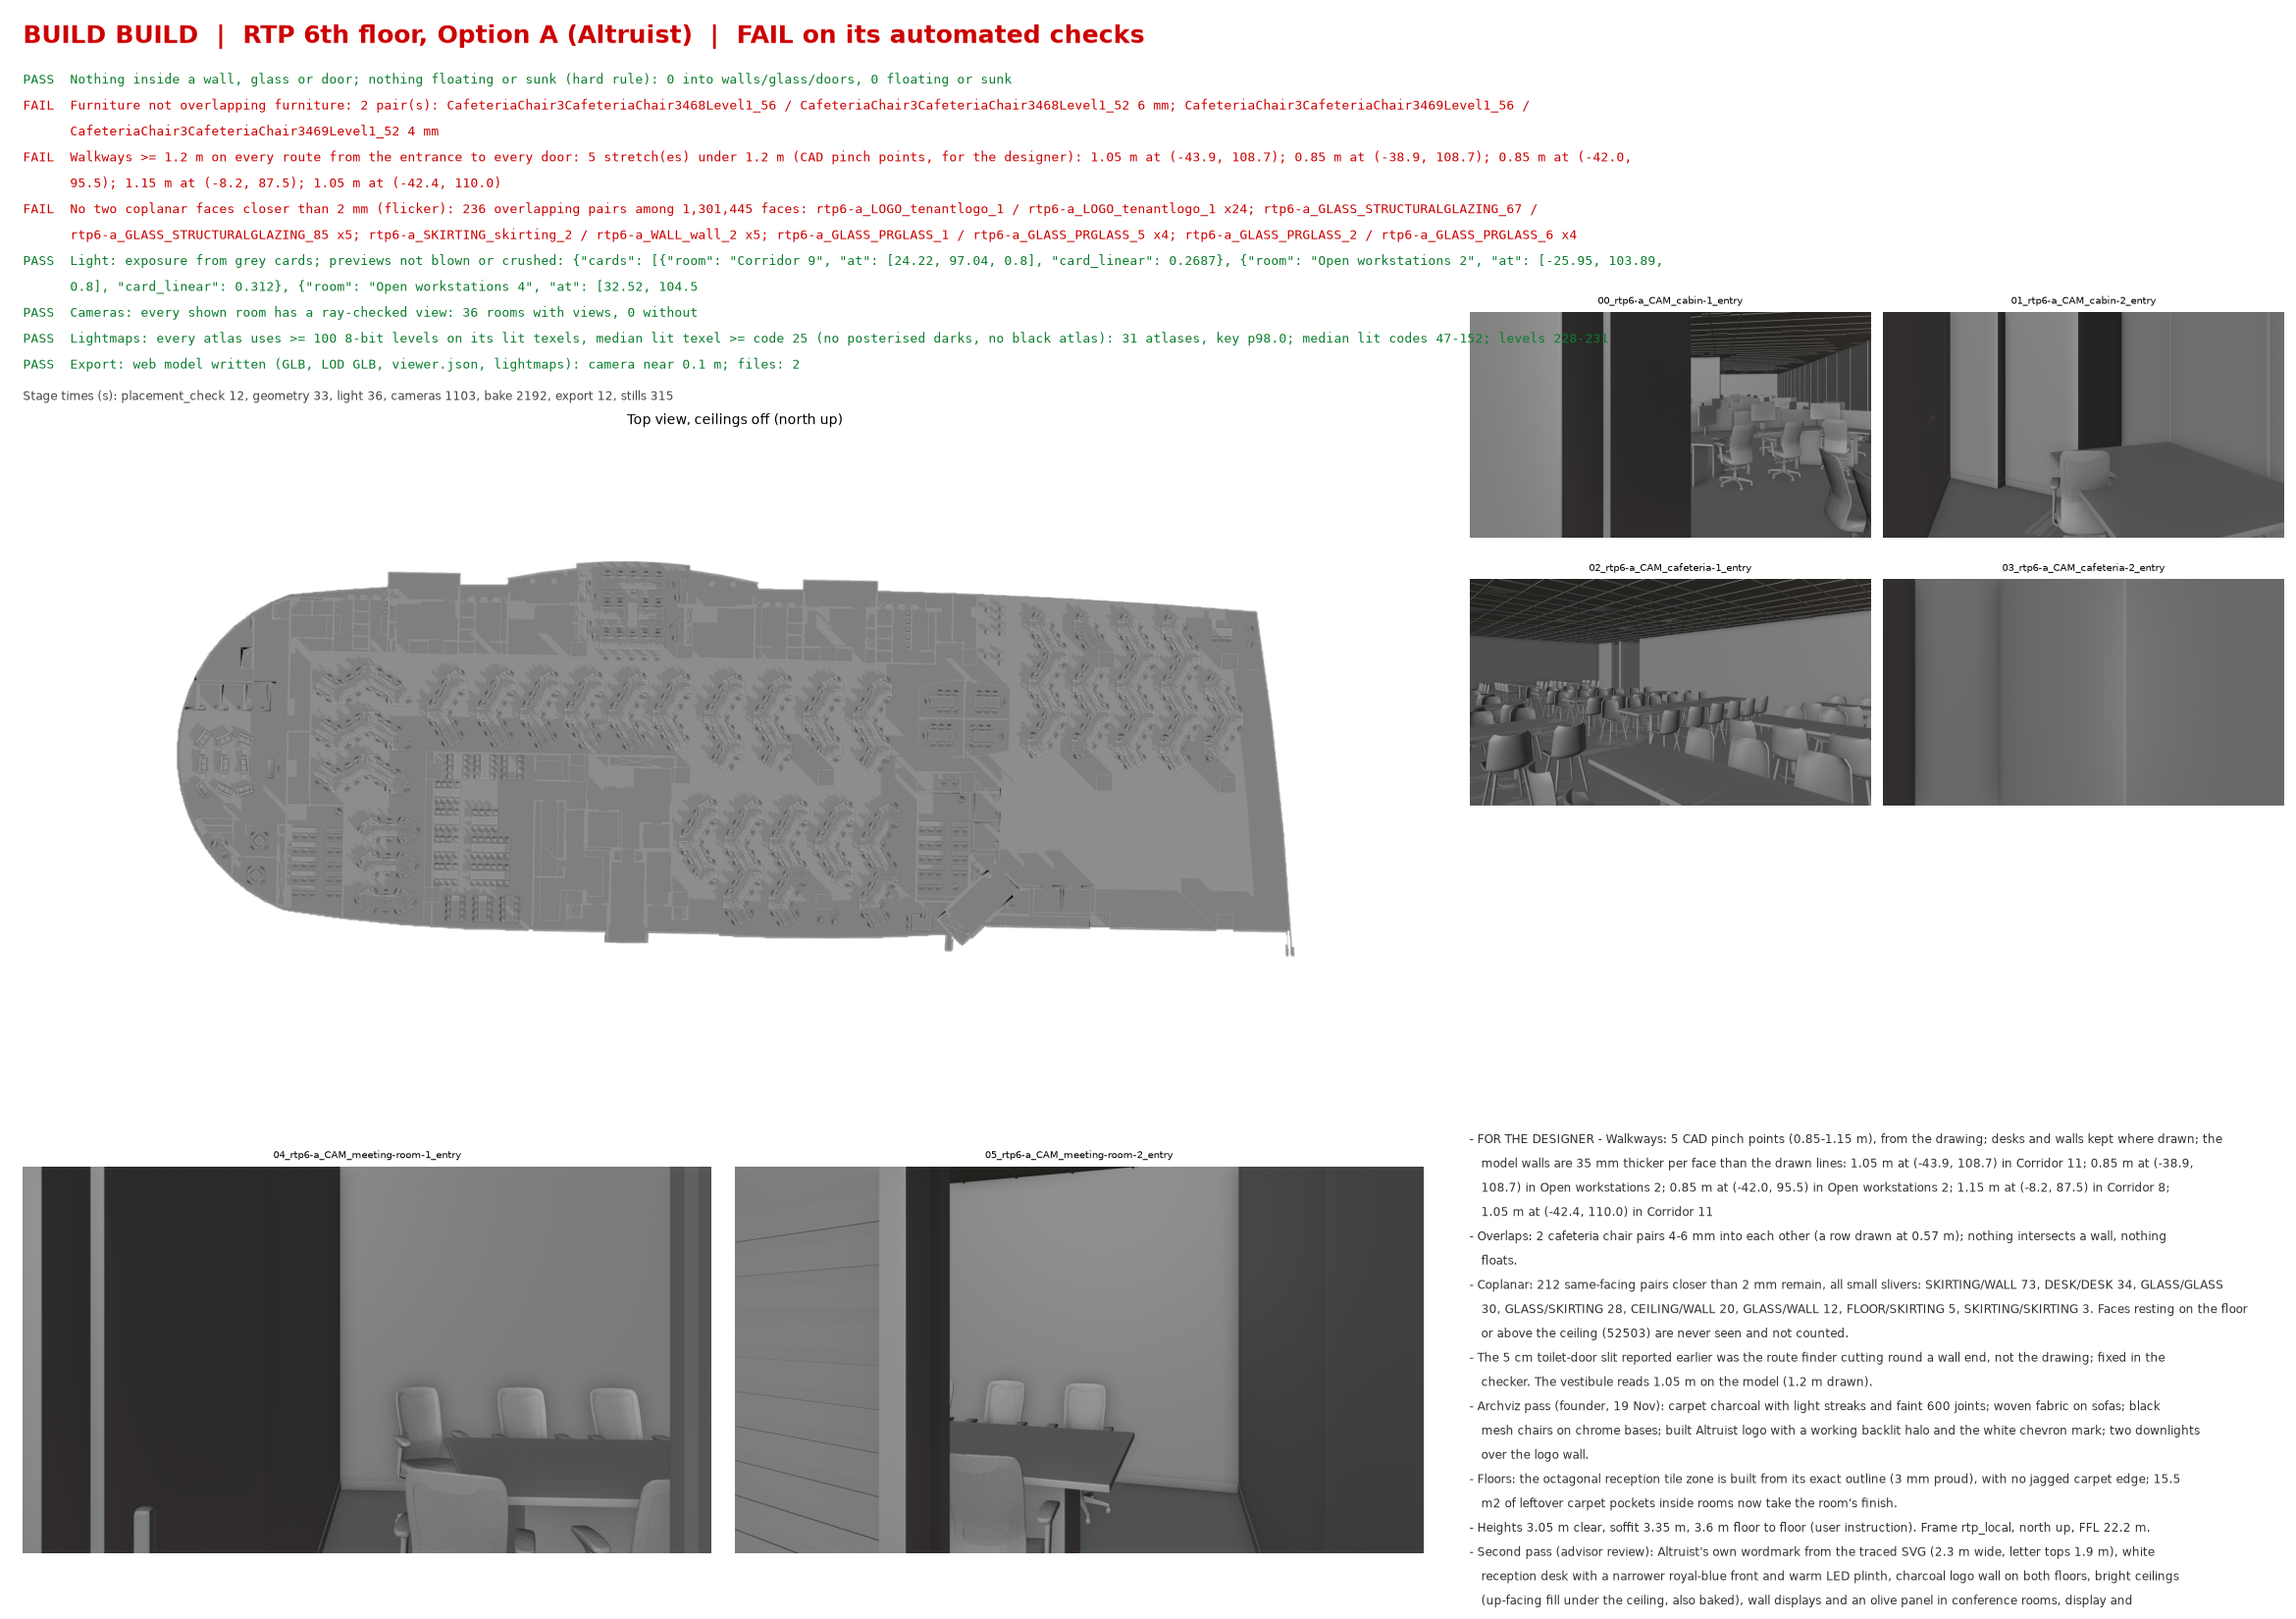 BUILD BUILD | RTP 6th floor, Option A (Altruist) | FAIL on its automated checks
PASS Nothing inside a wall, glass or door; nothing floating or sunk (hard rule): 0 into walls/glass/doors, 0 floating or sunk
FAIL Furniture not overlapping furniture: 2 pair(s): CafeteriaChair3CafeteriaChair3468Level1_56 / CafeteriaChair3CafeteriaChair3468Level1_52 6 mm; CafeteriaChair3CafeteriaChair3469Level1_56 /
CafeteriaChair3CafeteriaChair3469Level1_52 4 mm
FAIL Walkways >= 1.2 m on every route from the entrance to every door: 5 stretch(es) under 1.2 m (CAD pinch points, for the designer): 1.05 m at (-43.9, 108.7); 0.85 m at (-38.9, 108.7); 0.85 m at (-42.0,
95.5); 1.15 m at (-8.2, 87.5); 1.05 m at (-42.4, 110.0)
FAIL No two coplanar faces closer than 2 mm (flicker): 236 overlapping pairs among 1,301,445 faces: rtp6-a_LOGO_tenantlogo_1 / rtp6-a_LOGO_tenantlogo_1 x24; rtp6-a_GLASS_STRUCTURALGLAZING_67 /
rtp6-a_GLASS_STRUCTURALGLAZING_85 x5; rtp6-a_SKIRTING_skirting_2 / rtp6-a_WALL_wall_2 x5; rtp6-a_GLASS_PRGLASS_1 / rtp6-a_GLASS_PRGLASS_5 x4; rtp6-a_GLASS_PRGLASS_2 / rtp6-a_GLASS_PRGLASS_6 x4
PASS Light: exposure from grey cards; previews not blown or crushed: {"cards": [{"room": "Corridor 9", "at": [24.22, 97.04, 0.8], "card_linear": 0.2687}, {"room": "Open workstations 2", "at": [-25.95, 103.89,
0.8], "card_linear": 0.312}, {"room": "Open workstations 4", "at": [32.52, 104.5
PASS Cameras: every shown room has a ray-checked view: 36 rooms with views, 0 without
PASS Lightmaps: every atlas uses >= 100 8-bit levels on its lit texels, median lit texel >= code 25 (no posterised darks, no black atlas): 31 atlases, key p98.0; median lit codes 47-152; levels 228-231
PASS Export: web model written (GLB, LOD GLB, viewer.json, lightmaps): camera near 0.1 m; files: 2
Stage times (s): placement_check 12, geometry 33, light 36, cameras 1103, bake 2192, export 12, stills 315
Top view, ceilings off (north up)
00_rtp6-a_CAM_cabin-1_entry
01_rtp6-a_CAM_cabin-2_entry
02_rtp6-a_CAM_cafeteria-1_entry
03_rtp6-a_CAM_cafeteria-2_entry
04_rtp6-a_CAM_meeting-room-1_entry
05_rtp6-a_CAM_meeting-room-2_entry
- FOR THE DESIGNER - Walkways: 5 CAD pinch points (0.85-1.15 m), from the drawing; desks and walls kept where drawn; the
model walls are 35 mm thicker per face than the drawn lines: 1.05 m at (-43.9, 108.7) in Corridor 11; 0.85 m at (-38.9,
108.7) in Open workstations 2; 0.85 m at (-42.0, 95.5) in Open workstations 2; 1.15 m at (-8.2, 87.5) in Corridor 8;
1.05 m at (-42.4, 110.0) in Corridor 11
- Overlaps: 2 cafeteria chair pairs 4-6 mm into each other (a row drawn at 0.57 m); nothing intersects a wall, nothing
floats.
- Coplanar: 212 same-facing pairs closer than 2 mm remain, all small slivers: SKIRTING/WALL 73, DESK/DESK 34, GLASS/GLASS
30, GLASS/SKIRTING 28, CEILING/WALL 20, GLASS/WALL 12, FLOOR/SKIRTING 5, SKIRTING/SKIRTING 3. Faces resting on the floor
or above the ceiling (52503) are never seen and not counted.
- The 5 cm toilet-door slit reported earlier was the route finder cutting round a wall end, not the drawing; fixed in the
checker. The vestibule reads 1.05 m on the model (1.2 m drawn).
- Archviz pass (founder, 19 Nov): carpet charcoal with light streaks and faint 600 joints; woven fabric on sofas; black
mesh chairs on chrome bases; built Altruist logo with a working backlit halo and the white chevron mark; two downlights
over the logo wall.
- Floors: the octagonal reception tile zone is built from its exact outline (3 mm proud), with no jagged carpet edge; 15.5
m2 of leftover carpet pockets inside rooms now take the room's finish.
- Heights 3.05 m clear, soffit 3.35 m, 3.6 m floor to floor (user instruction). Frame rtp_local, north up, FFL 22.2 m.
- Second pass (advisor review): Altruist's own wordmark from the traced SVG (2.3 m wide, letter tops 1.9 m), white
reception desk with a narrower royal-blue front and warm LED plinth, charcoal logo wall on both floors, bright ceilings
(up-facing fill under the ceiling, also baked), wall displays and an olive panel in conference rooms, display and